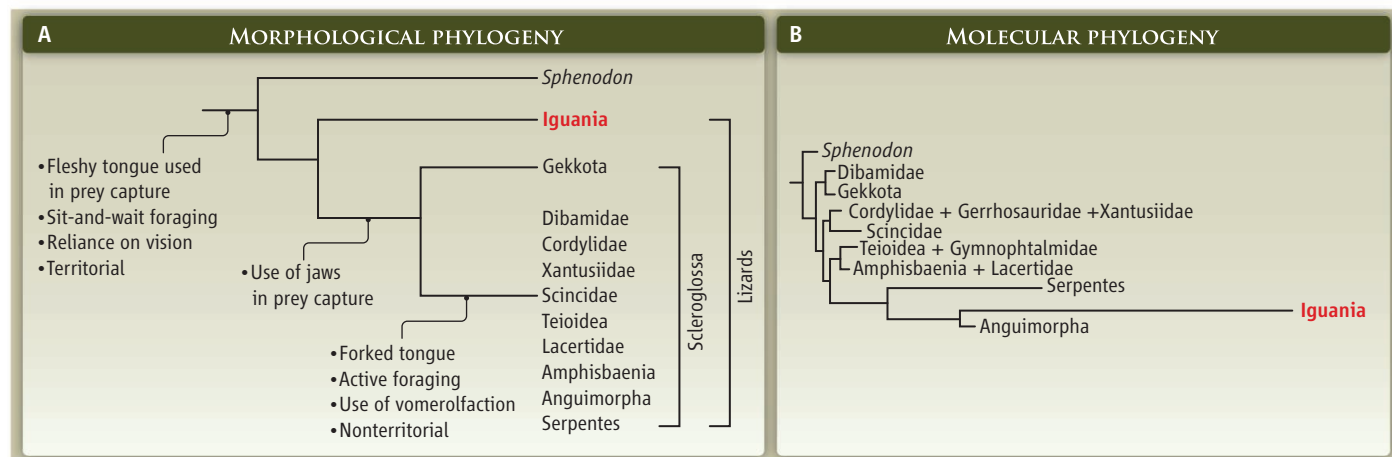 A MORPHOLOGICAL PHYLOGENY
Sphenodon
Iguania
Gekkota
Dibamidae
Cordylidae
Xantusiidae
Scincidae
Teioidea
Lacertidae
Amphisbaenia
Anguimorpha
Serpentes
•Fleshy tongue used
in prey capture
•Sit-and-wait foraging
•Reliance on vision
•Territorial
•Use of jaws
in prey capture
•Forked tongue
•Active foraging
•Use of vomerolfaction
•Nonterritorial
Scleroglossa
Lizards
B MOLECULAR PHYLOGENY
Sphenodon
Dibamidae
Gekkota
Cordylidae + Gerrhosauridae +Xantusiidae
Scincidae
Teioidea + Gymnophtalmidae
Amphisbaenia + Lacertidae
Serpentes
Iguania
Anguimorpha